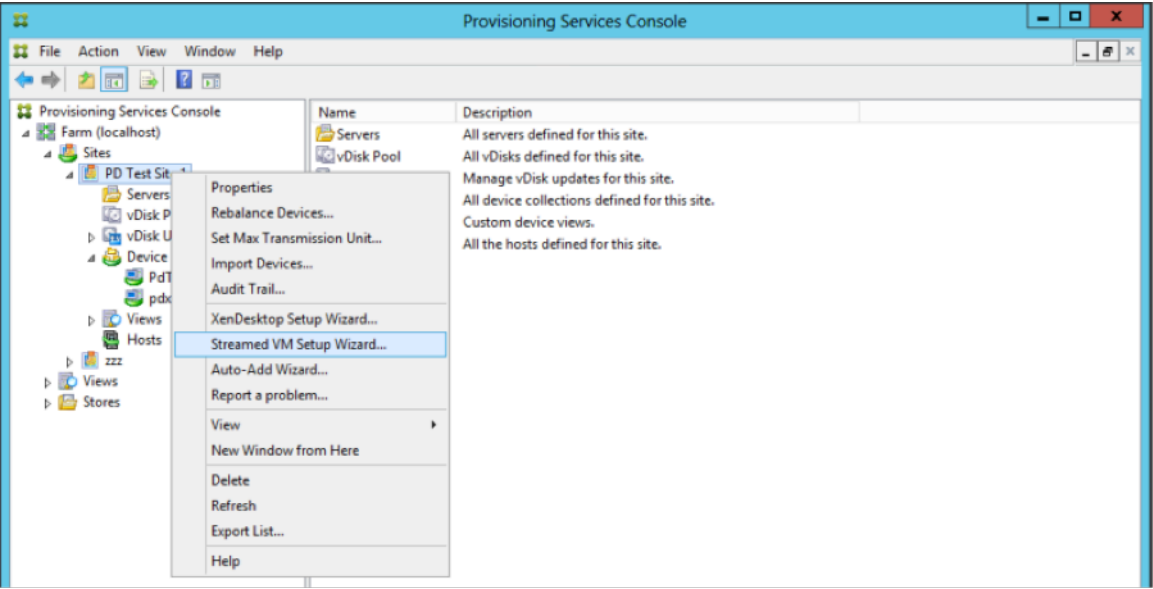 Provisioning Services Console
File Action View Window Help
Provisioning Services Console
Farm (localhost)
Sites
PD Test Sit
Servers
vDisk P
vDisk U
Device
PdT
pdx
Views
Hosts
zzz
Views
Stores
Name Description
Servers All servers defined for this site.
vDisk Pool All vDisks defined for this site.
Manage vDisk updates for this site.
All device collections defined for this site.
Custom device views.
All the hosts defined for this site.
Properties
Rebalance Devices...
Set Max Transmission Unit...
Import Devices...
Audit Trail...
XenDesktop Setup Wizard...
Streamed VM Setup Wizard...
Auto-Add Wizard...
Report a problem...
View
New Window from Here
Delete
Refresh
Export List...
Help